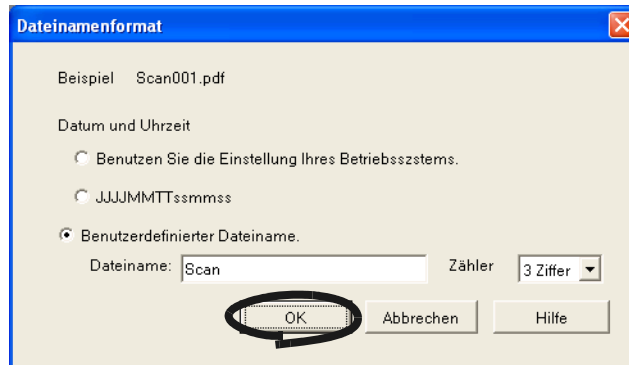 Dateinamenformat
Beispiel Scan001.pdf
Datum und Uhrzeit
Benutzen Sie die Einstellung Ihres Betriebsszstems.
JJJJMMTTssmmss
Benutzerdefinierter Dateiname.
Dateiname: Scan Zähler 3 Ziffer
OK Abbrechen Hilfe